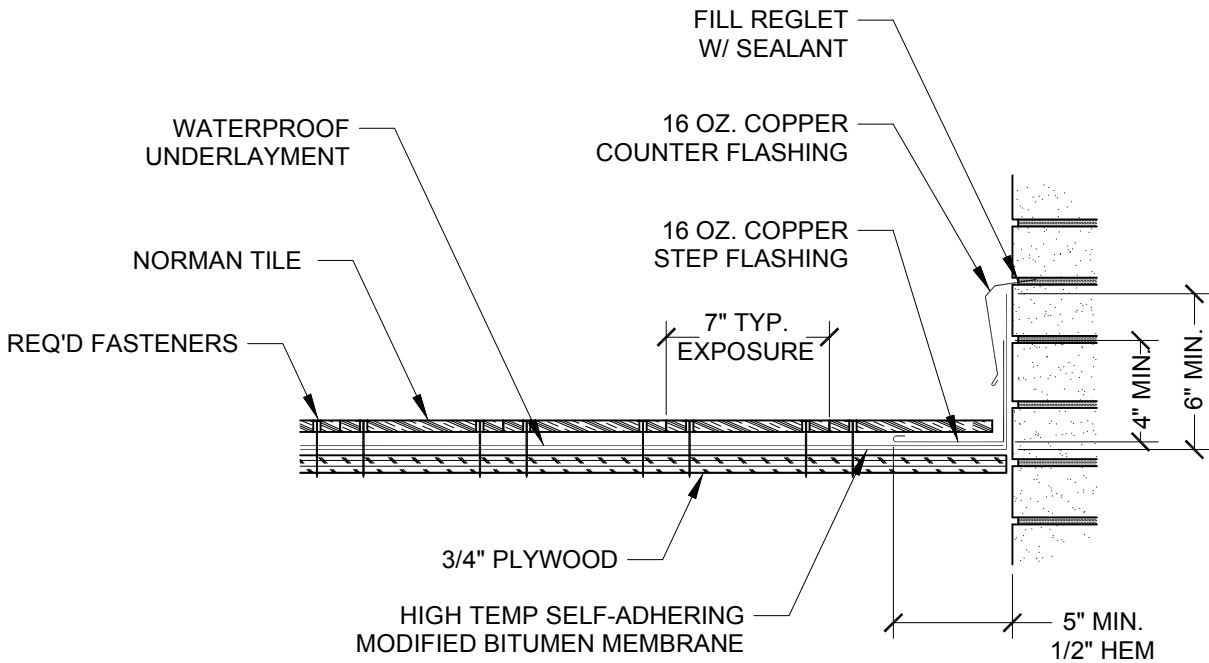 FILL REGLET
W/ SEALANT
WATERPROOF
UNDERLAYMENT
16 OZ. COPPER
COUNTER FLASHING
16 OZ. COPPER
STEP FLASHING
NORMAN TILE
REQ'D FASTENERS
7" TYP.
EXPOSURE
4" MIN.
6" MIN.
3/4" PLYWOOD
HIGH TEMP SELF-ADHERING
MODIFIED BITUMEN MEMBRANE
5" MIN.
1/2" HEM